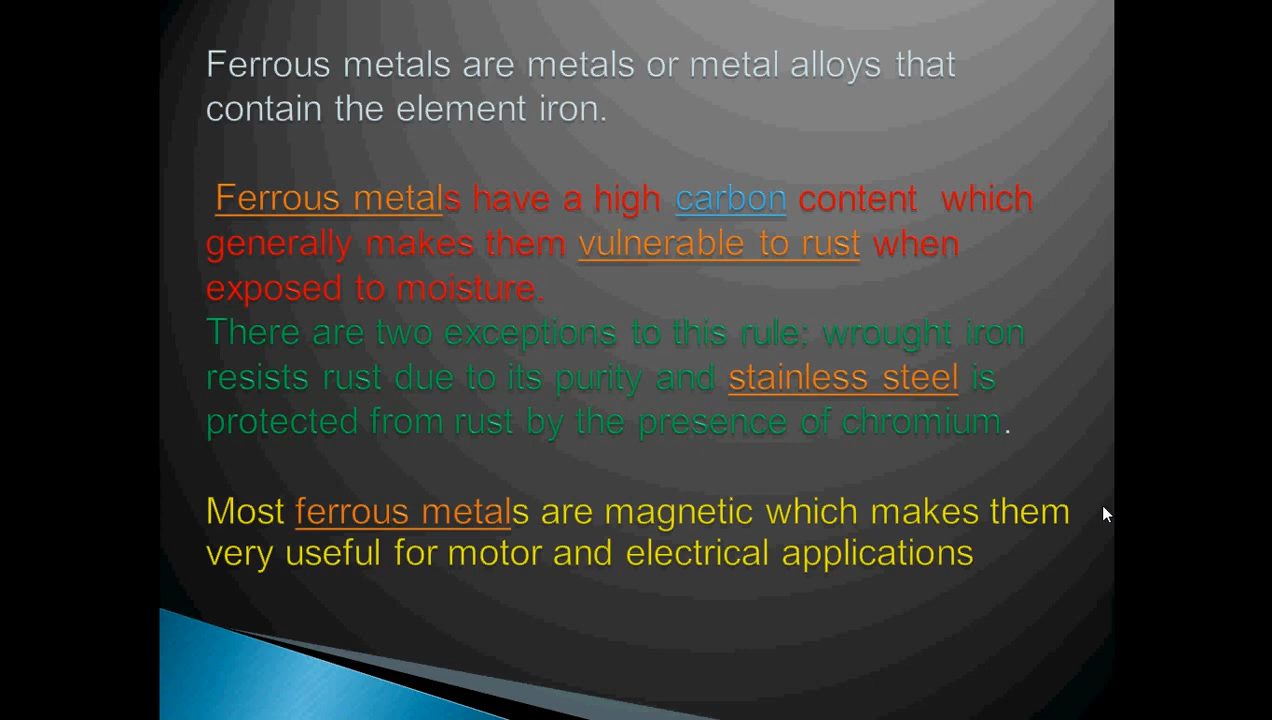 Ferrous metals are metals or metal alloys that
contain the element iron.
Ferrous metals have a high carbon content which
generally makes them vulnerable to rust when
exposed to moisture.
There are two exceptions to this rule: wrought iron
resists rust due to its purity and stainless steel is
protected from rust by the presence of chromium.
Most ferrous metals are magnetic which makes them
very useful for motor and electrical applications